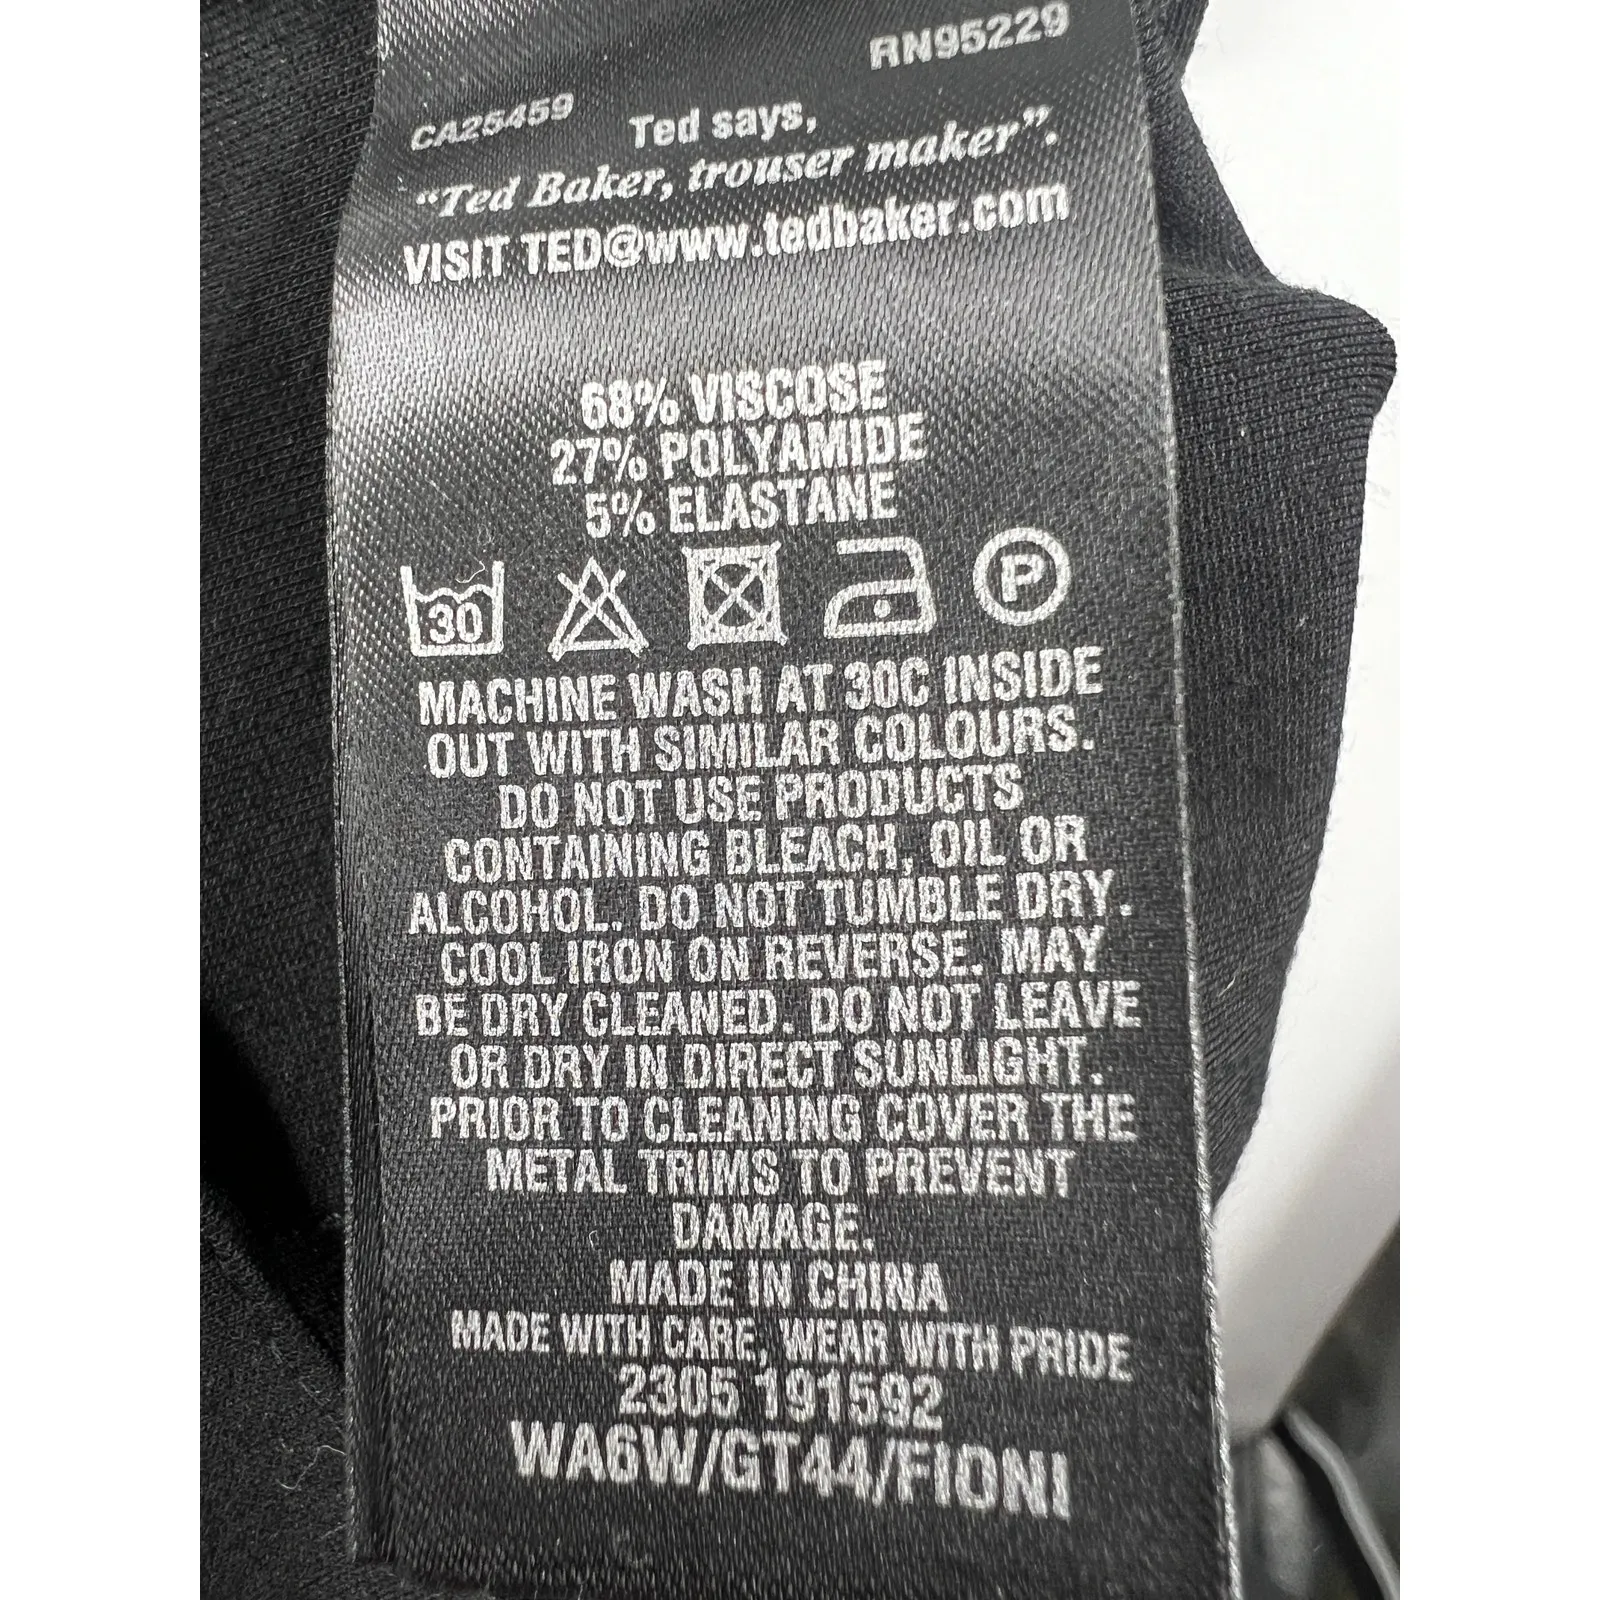 RN95229
CA25459
Ted says,
“Ted Baker, trouser maker”.
VISIT TED@www.tedbaker.com
68% VISCOSE
27% POLYAMIDE
5% ELASTANE
30 P
MACHINE WASH AT 30C INSIDE
OUT WITH SIMILAR COLOURS.
DO NOT USE PRODUCTS
CONTAINING BLEACH, OIL OR
ALCOHOL. DO NOT TUMBLE DRY.
COOL IRON ON REVERSE. MAY
BE DRY CLEANED. DO NOT LEAVE
OR DRY IN DIRECT SUNLIGHT.
PRIOR TO CLEANING COVER THE
METAL TRIMS TO PREVENT
DAMAGE.
MADE IN CHINA
MADE WITH CARE, WEAR WITH PRIDE
2305 191592
WA6W/GT44/FIONI